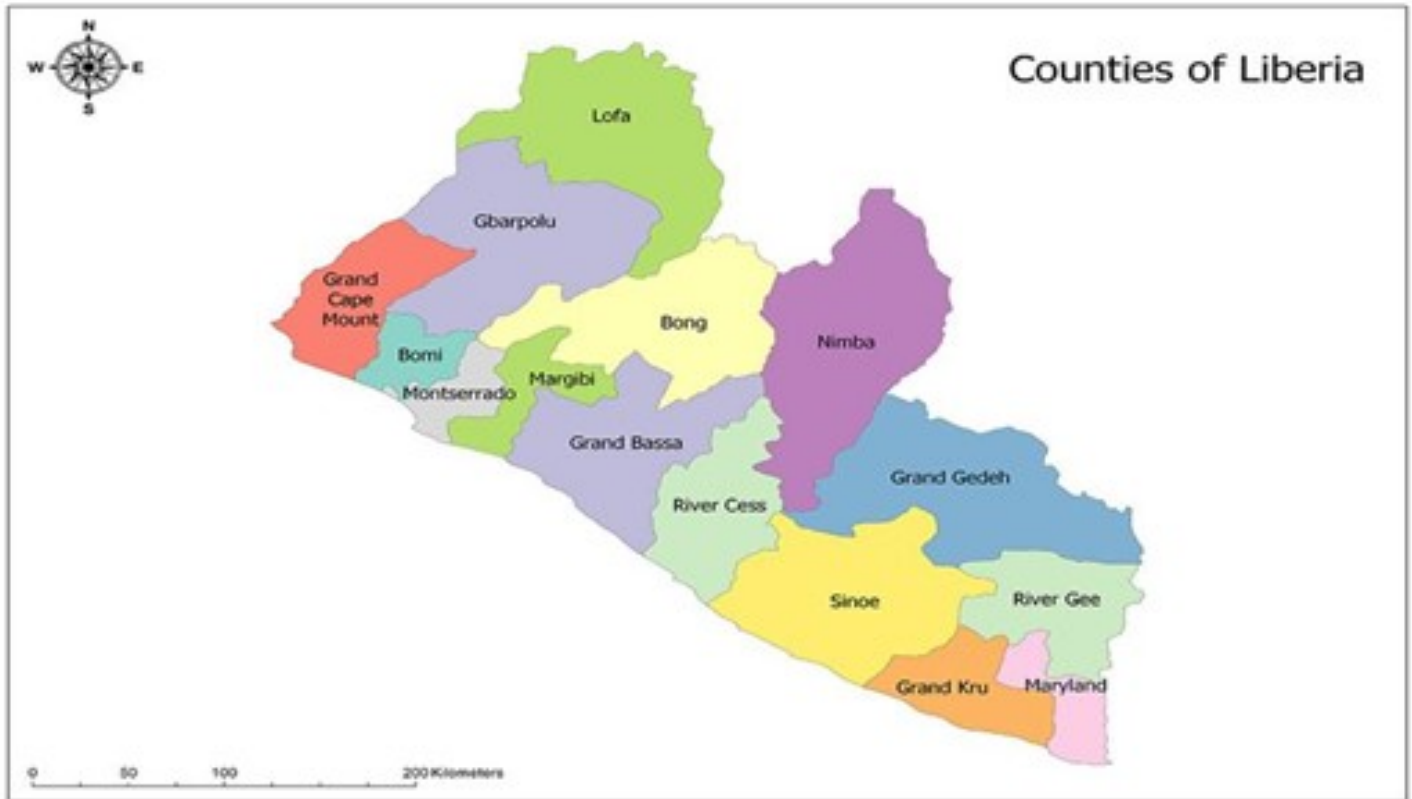 N
W E
S
Counties of Liberia
Lofa
Gbarpolu
Grand
Cape
Mount
Bong
Nimba
Bomi
Margibi
Montserrado
Grand Bassa
Grand Gedeh
River Cess
Sinoe
River Gee
Grand Kru
Maryland
0 50 100 200 Kilometers